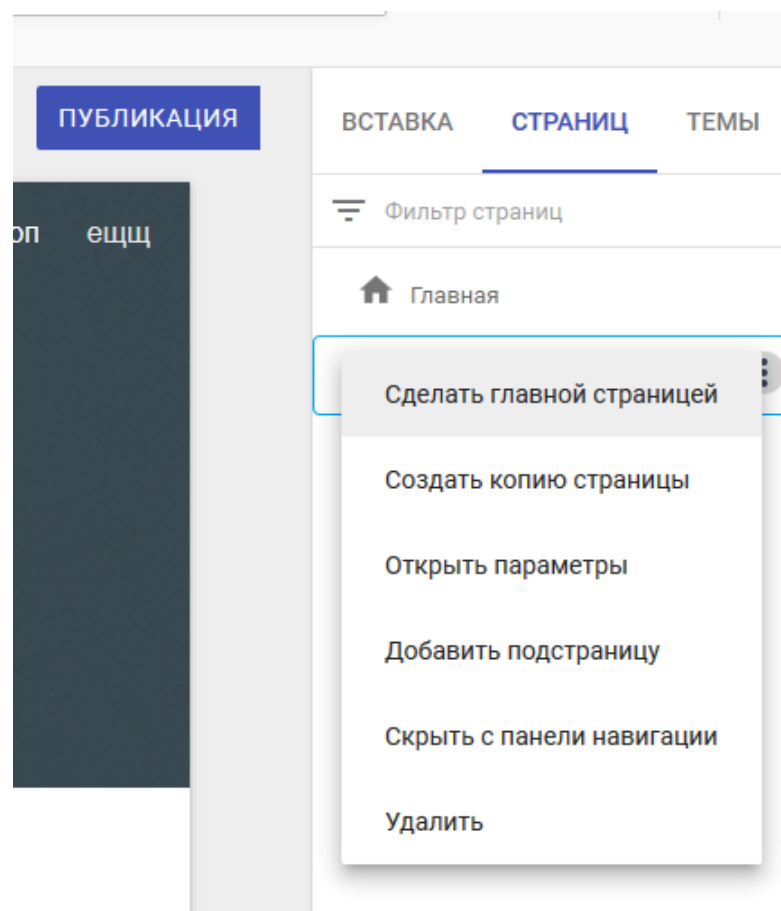 ПУБЛИКАЦИЯ
ВСТАВКА СТРАНИЦ ТЕМЫ
Фильтр страниц
оп ещщ
Главная
Сделать главной страницей
Создать копию страницы
Открыть параметры
Добавить подстраницу
Скрыть с панели навигации
Удалить